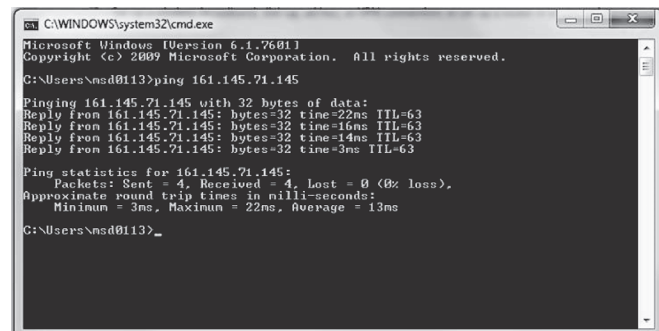 C:\WINDOWS\system32\cmd.exe
Microsoft Windows [Version 6.1.7601]
Copyright (c) 2009 Microsoft Corporation.  All rights reserved.
C:\Users\msd0113>ping 161.145.71.145
Pinging 161.145.71.145 with 32 bytes of data:
Reply from 161.145.71.145: bytes=32 time=22ms TTL=63
Reply from 161.145.71.145: bytes=32 time=16ms TTL=63
Reply from 161.145.71.145: bytes=32 time=14ms TTL=63
Reply from 161.145.71.145: bytes=32 time=3ms TTL=63
Ping statistics for 161.145.71.145:
    Packets: Sent = 4, Received = 4, Lost = 0 (0% loss),
Approximate round trip times in milli-seconds:
    Minimum = 3ms, Maximum = 22ms, Average = 13ms
C:\Users\msd0113>_